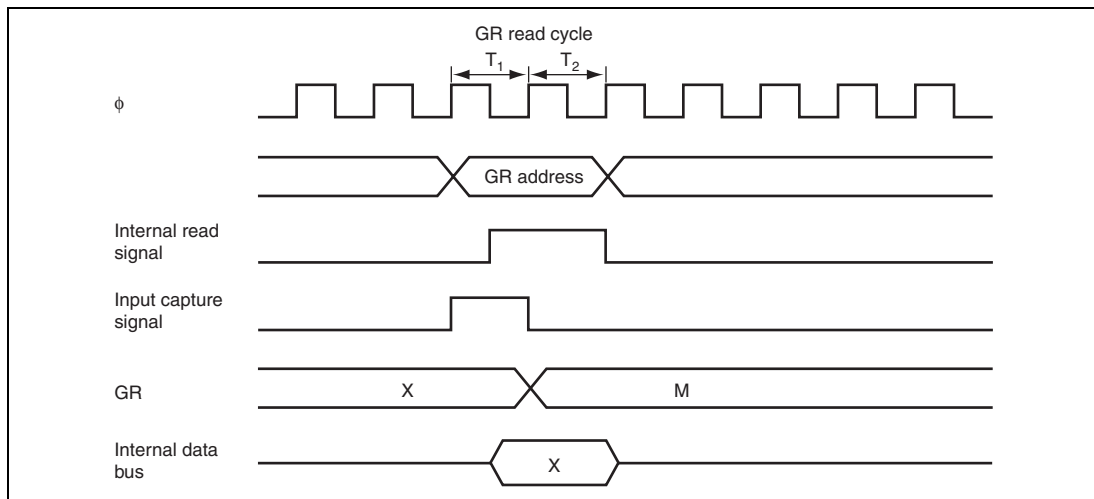 GR read cycle
T1 T2
ϕ
GR address
Internal read
signal
Input capture
signal
GR X M
Internal data
bus X